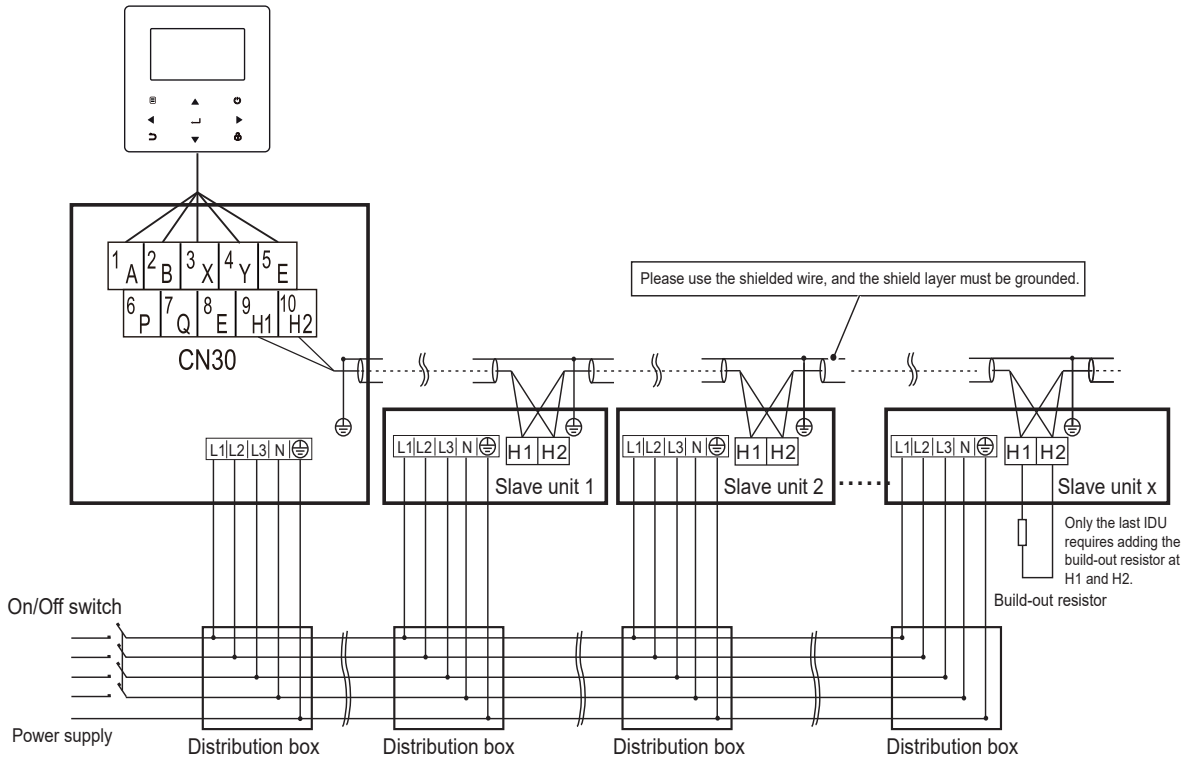 1 A 2 B 3 X 4 Y 5 E
6 P 7 Q 8 E 9 H1 10 H2
CN30
Please use the shielded wire, and the shield layer must be grounded.
L1 L2 L3 N
L1 L2 L3 N
H1 H2
Slave unit 1
L1 L2 L3 N
H1 H2
Slave unit 2
L1 L2 L3 N
H1 H2
Slave unit x
Only the last IDU
requires adding the
build-out resistor at
H1 and H2.
Build-out resistor
On/Off switch
Power supply
Distribution box
Distribution box
Distribution box
Distribution box